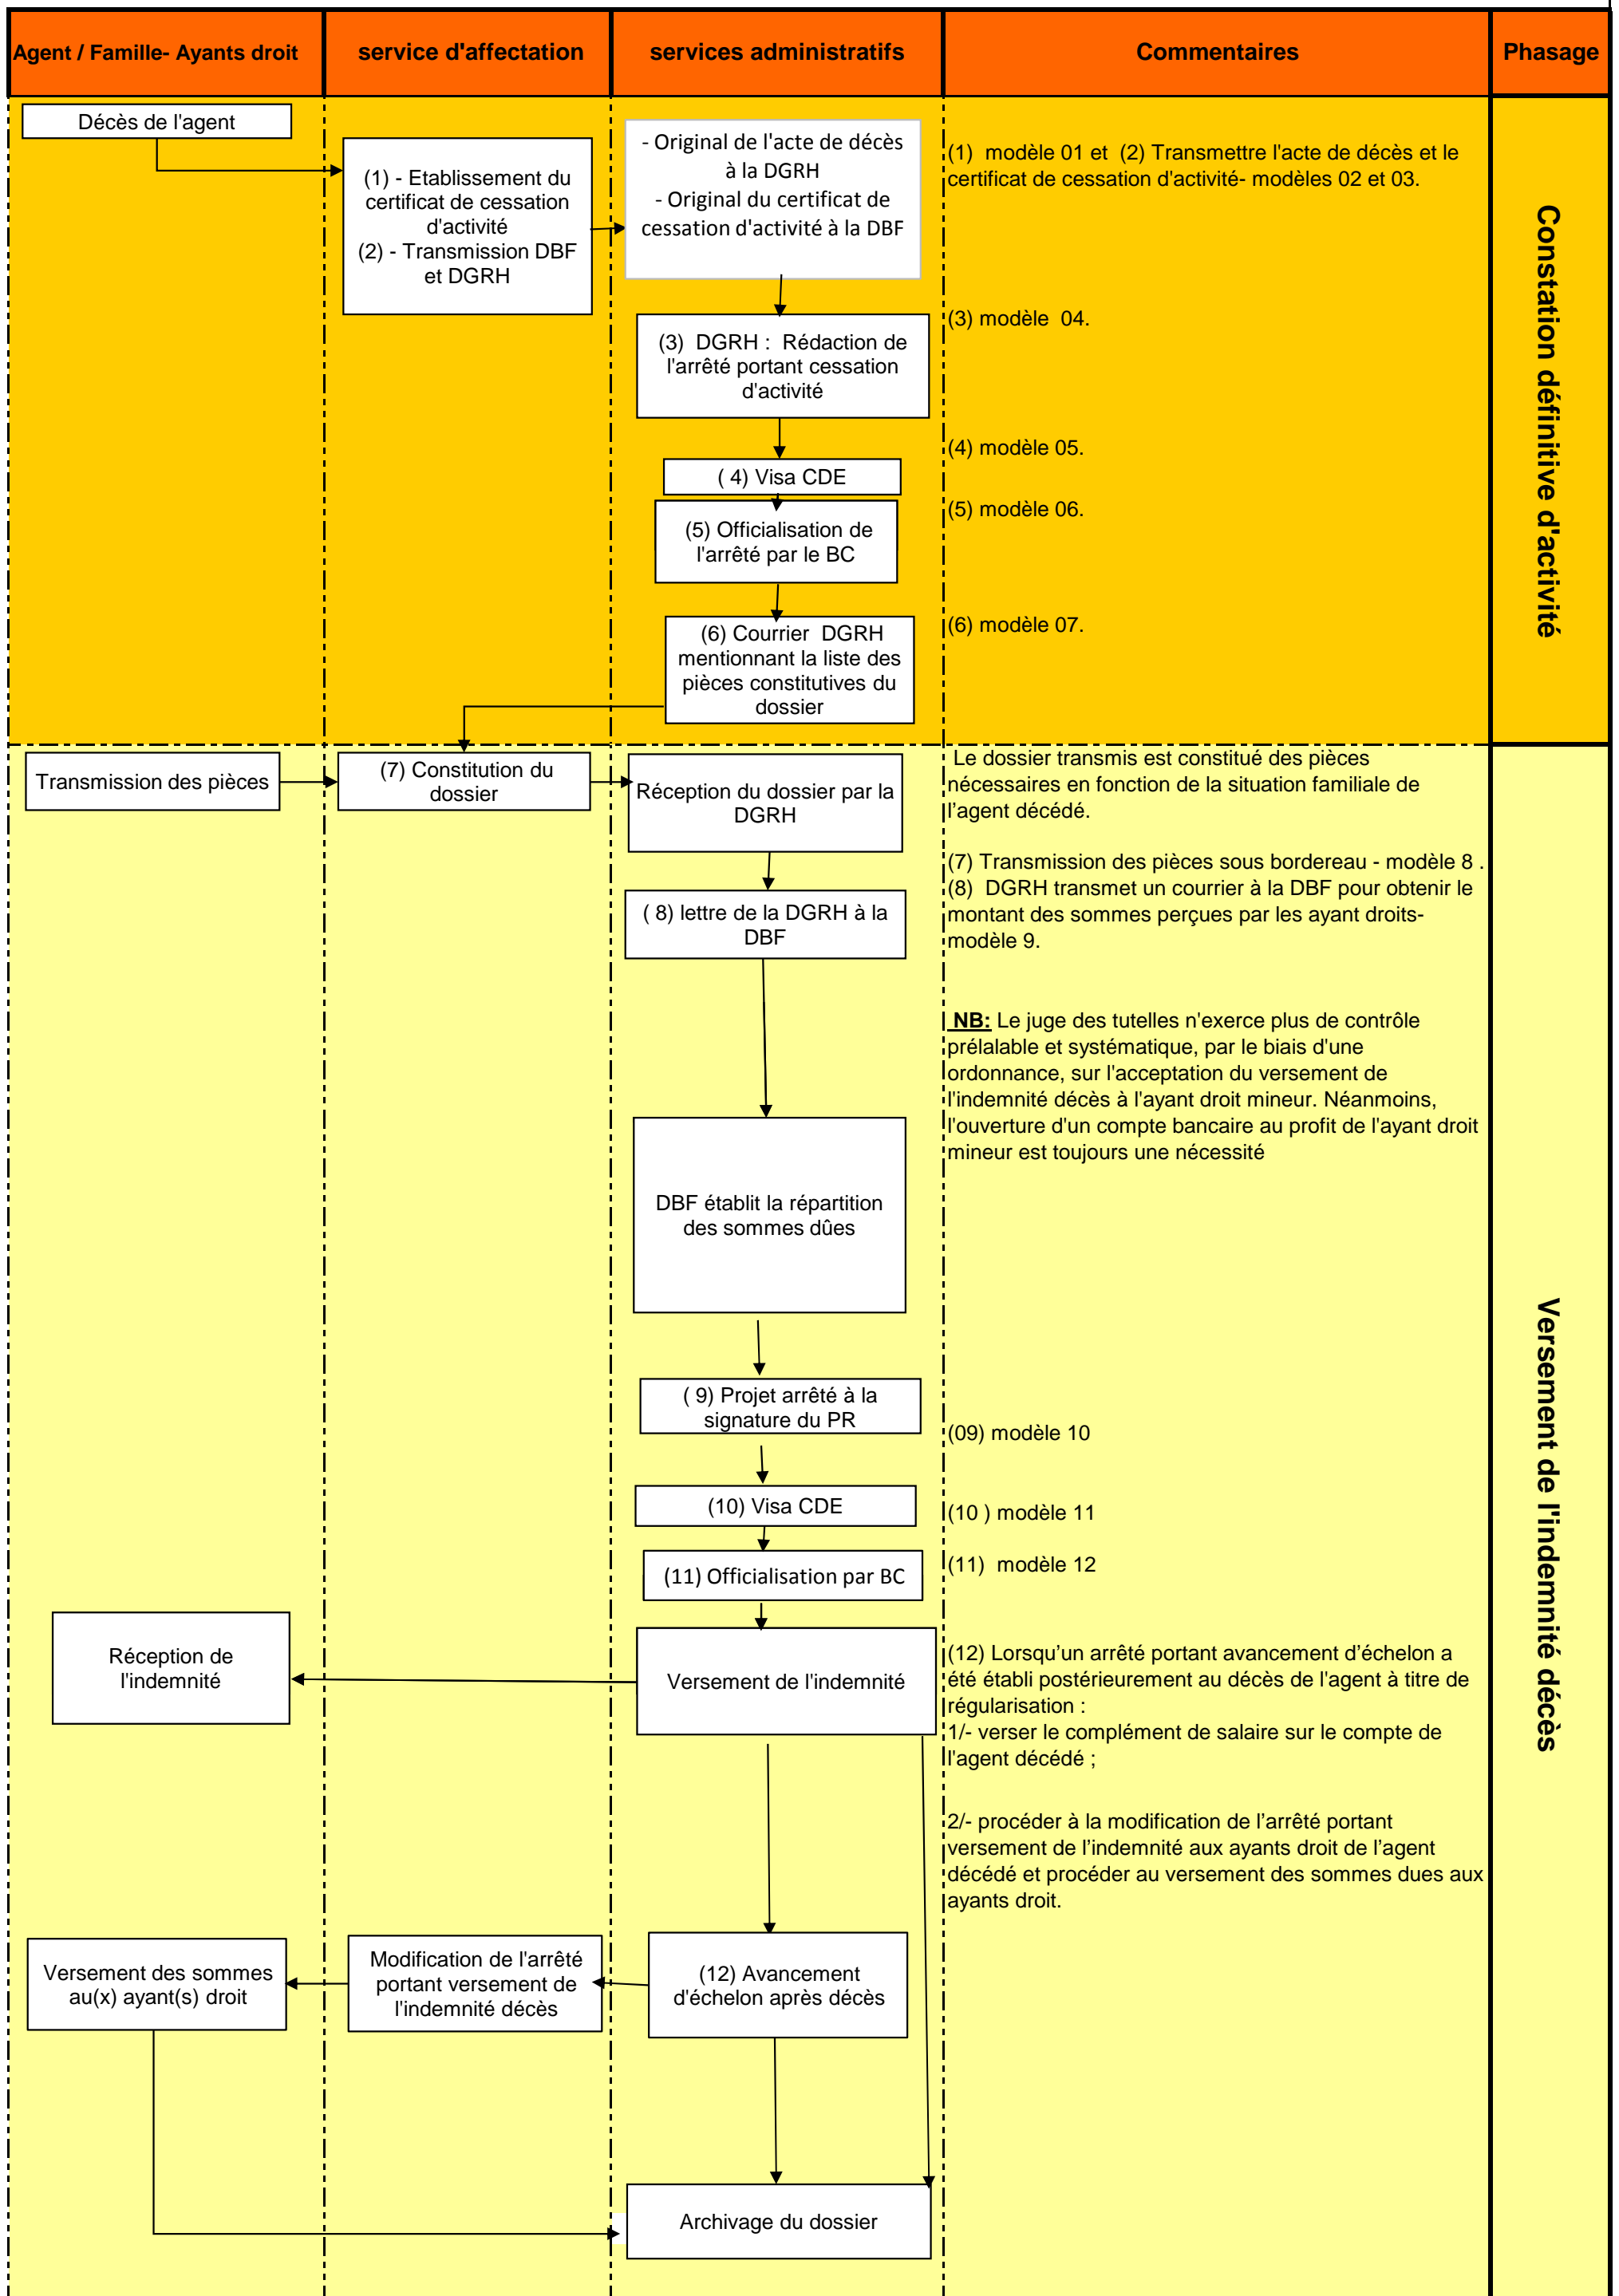 Agent / Famille- Ayants droit
service d'affectation
services administratifs
Commentaires
Phasage
Décès de l'agent
(1) - Etablissement du
certificat de cessation
d'activité
(2) - Transmission DBF
et DGRH
- Original de l'acte de décès
à la DGRH
- Original du certificat de
cessation d'activité à la DBF
(1) modèle 01 et (2) Transmettre l'acte de décès et le
certificat de cessation d'activité- modèles 02 et 03.
Constation définitive d'activité
(3) DGRH : Rédaction de
l'arrêté portant cessation
d'activité
(3) modèle 04.
( 4) Visa CDE
(4) modèle 05.
(5) Officialisation de
l'arrêté par le BC
(5) modèle 06.
(6) Courrier DGRH
mentionnant la liste des
pièces constitutives du
dossier
(6) modèle 07.
Transmission des pièces
(7) Constitution du
dossier
Réception du dossier par la
DGRH
Le dossier transmis est constitué des pièces
nécessaires en fonction de la situation familiale de
l'agent décédé.
(7) Transmission des pièces sous bordereau - modèle 8 .
(8) DGRH transmet un courrier à la DBF pour obtenir le
montant des sommes perçues par les ayant droits-
modèle 9.
( 8) lettre de la DGRH à la
DBF
NB: Le juge des tutelles n'exerce plus de contrôle
prélalable et systématique, par le biais d'une
ordonnance, sur l'acceptation du versement de
l'indemnité décès à l'ayant droit mineur. Néanmoins,
l'ouverture d'un compte bancaire au profit de l'ayant droit
mineur est toujours une nécessité
DBF établit la répartition
des sommes dûes
Versement de l'indemnité décès
( 9) Projet arrêté à la
signature du PR
(09) modèle 10
(10) Visa CDE
(10 ) modèle 11
(11) Officialisation par BC
(11) modèle 12
Réception de
l'indemnité
Versement de l'indemnité
(12) Lorsqu'un arrêté portant avancement d'échelon a
été établi postérieurement au décès de l'agent à titre de
régularisation :
1/- verser le complément de salaire sur le compte de
l'agent décédé ;
2/- procéder à la modification de l'arrêté portant
versement de l'indemnité aux ayants droit de l'agent
décédé et procéder au versement des sommes dues aux
ayants droit.
Versement des sommes
au(x) ayant(s) droit
Modification de l'arrêté
portant versement de
l'indemnité décès
(12) Avancement
d'échelon après décès
Archivage du dossier